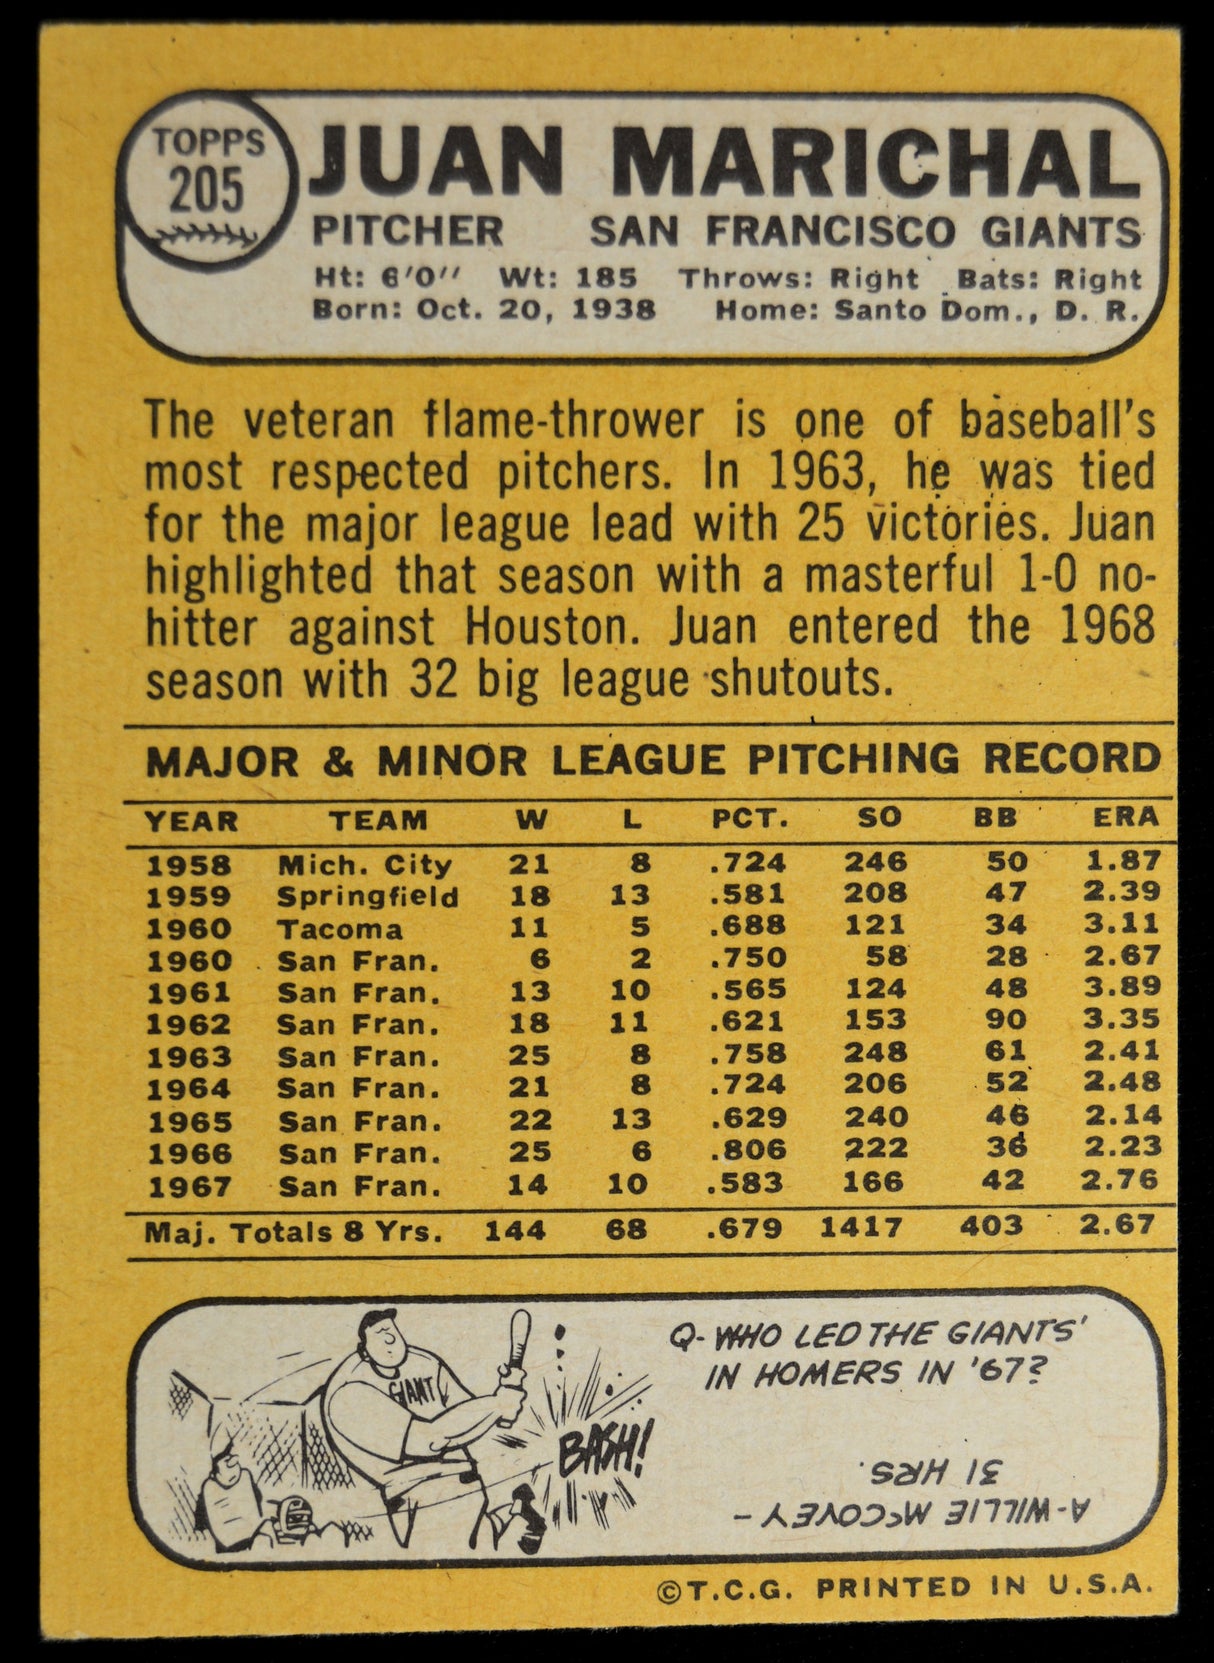 TOPPS
205
JUAN MARICHAL
PITCHER SAN FRANCISCO GIANTS
Ht: 6'0" Wt: 185 Throws: Right Bats: Right
Born: Oct. 20, 1938 Home: Santo Dom., D. R.
The veteran flame-thrower is one of baseball's
most respected pitchers. In 1963, he was tied
for the major league lead with 25 victories. Juan
highlighted that season with a masterful 1-0 no-
hitter against Houston. Juan entered the 1968
season with 32 big league shutouts.
MAJOR & MINOR LEAGUE PITCHING RECORD
YEAR TEAM W L PCT. SO BB ERA
1958 Mich. City 21 8 .724 246 50 1.87
1959 Springfield 18 13 .581 208 47 2.39
1960 Tacoma 11 5 .688 121 34 3.11
1960 San Fran. 6 2 .750 58 28 2.67
1961 San Fran. 13 10 .565 124 48 3.89
1962 San Fran. 18 11 .621 153 90 3.35
1963 San Fran. 25 8 .758 248 61 2.41
1964 San Fran. 21 8 .724 206 52 2.48
1965 San Fran. 22 13 .629 240 46 2.14
1966 San Fran. 25 6 .806 222 36 2.23
1967 San Fran. 14 10 .583 166 42 2.76
Maj. Totals 8 Yrs. 144 68 .679 1417 403 2.67
GIANT
BASH!
Q- WHO LED THE GIANTS'
IN HOMERS IN '67?
A-WILLIE McCOVEY –
31 HRS.
©T.C.G. PRINTED IN U.S.A.